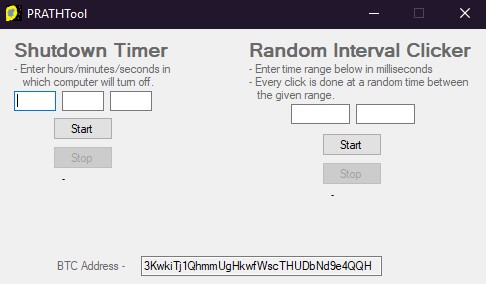 PRATHTool
Shutdown Timer
- Enter hours/minutes/seconds in
which computer will turn off.
Start
Stop
-
Random Interval Clicker
- Enter time range below in milliseconds
- Every click is done at a random time between
the given range.
Start
Stop
-
BTC Address - 3KwkiTj1QhmmUgHkwfWscTHUDbNd9e4QQH